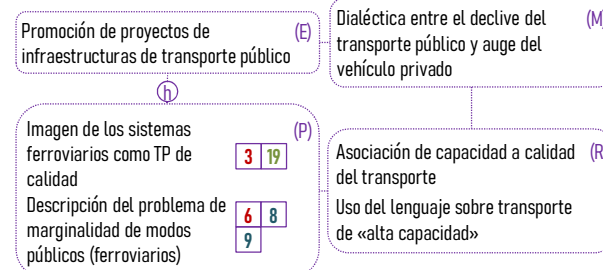 Promoción de proyectos de (E)
infraestructuras de transporte público
Dialéctica entre el declive del (M)
transporte público y auge del
vehículo privado
h
Imagen de los sistemas (P)
ferroviarios como TP de
calidad
3 19
Descripción del problema de
marginalidad de modos
públicos (ferroviarios)
6 8
9
Asociación de capacidad a calidad (R
del transporte
Uso del lenguaje sobre transporte
de «alta capacidad»